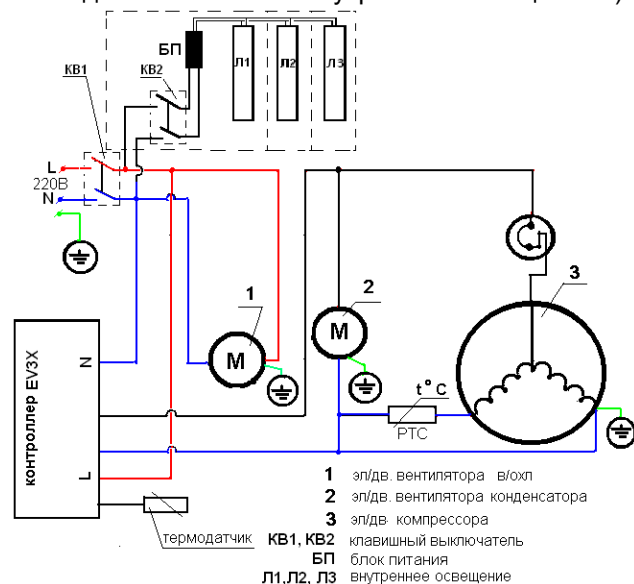 БП
Л1 Л2 Л3
КВ1
КВ2
L
220В
N
1
2
3
М
М
t°C
РТС
контроллер EV3X
N
L
термодатчик
1 эл/дв. вентилятора в/охл
2 эл/дв. вентилятора конденсатора
3 эл/дв. компрессора
КВ1, КВ2 клавишный выключатель
БП блок питания
Л1,Л2, Л3 внутреннее освещение